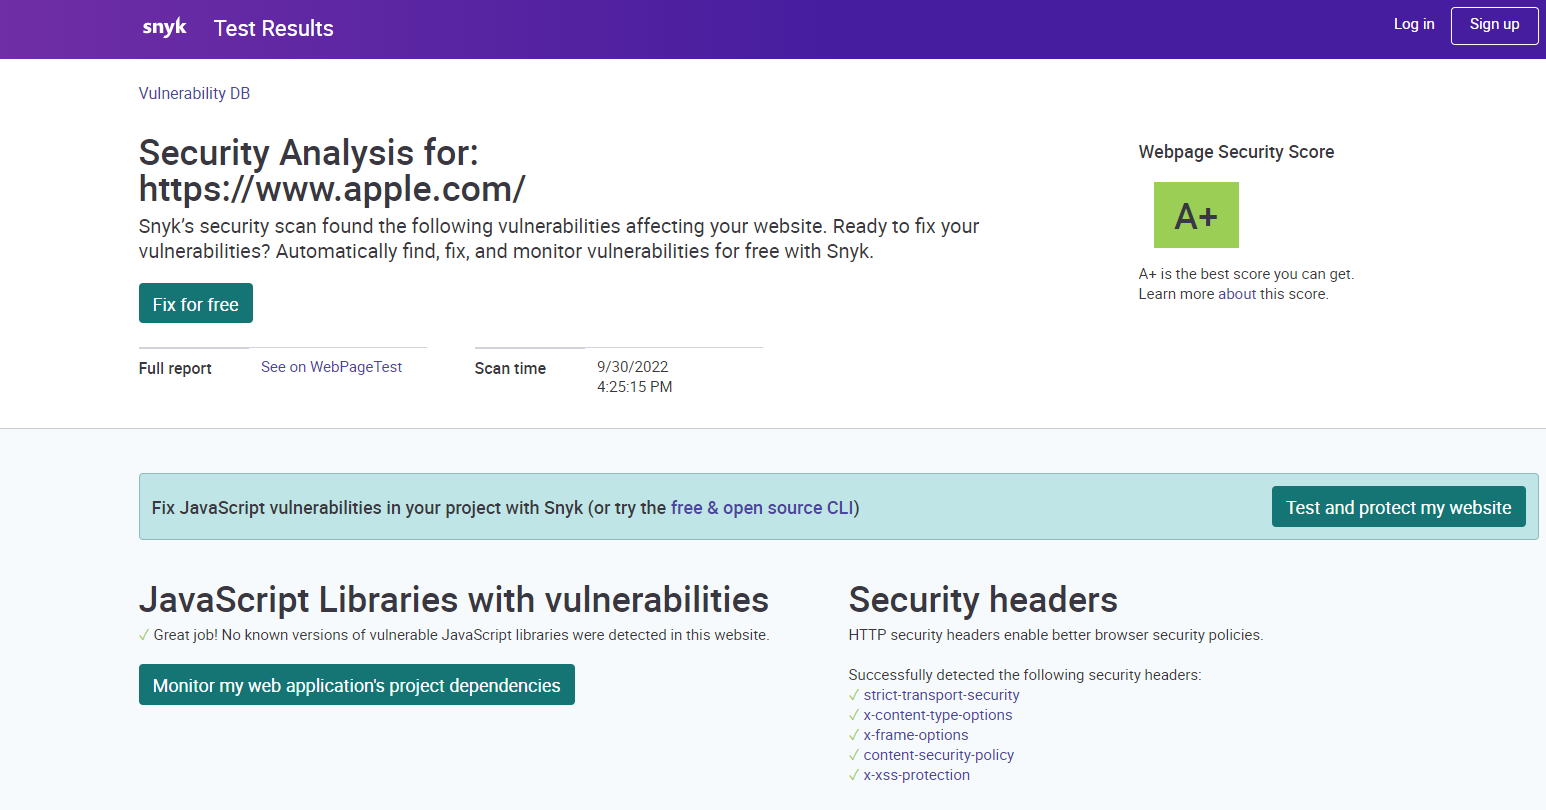 snyk Test Results
Log in
Sign up
Vulnerability DB
Security Analysis for:
https://www.apple.com/
Snyk’s security scan found the following vulnerabilities affecting your website. Ready to fix your
vulnerabilities? Automatically find, fix, and monitor vulnerabilities for free with Snyk.
Fix for free
Full report See on WebPageTest
Scan time 9/30/2022
4:25:15 PM
Webpage Security Score
A+
A+ is the best score you can get.
Learn more about this score.
Fix JavaScript vulnerabilities in your project with Snyk (or try the free & open source CLI)
Test and protect my website
JavaScript Libraries with vulnerabilities
✓ Great job! No known versions of vulnerable JavaScript libraries were detected in this website.
Monitor my web application's project dependencies
Security headers
HTTP security headers enable better browser security policies.
Successfully detected the following security headers:
✓ strict-transport-security
✓ x-content-type-options
✓ x-frame-options
✓ content-security-policy
✓ x-xss-protection